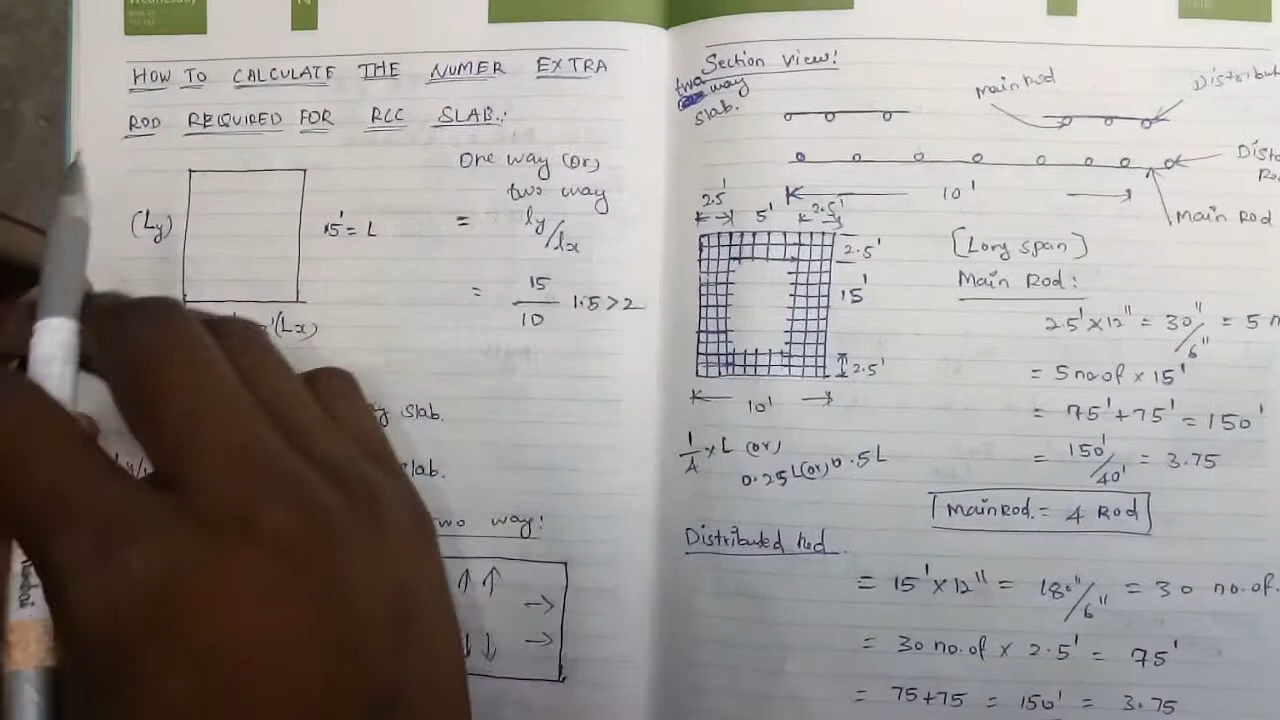 HOW TO CALCULATE THE NUMER EXTRA
ROD REQUIRED FOR RCC SLAB:
One way (or)
two way
(Ly)
15' = L
= ly/lx
= 15/10 1.5 > 2
'(Lx)
slab.
slab.
two way:
Section view:
two way
slab.
Main Rod
Distribut
10'
Main Rod
2.5'
5'
2.5'
2.5'
15'
2.5'
10'
[Long span]
Main Rod:
2.5' x 12" = 30"/6" = 5 n
= 5 no of x 15'
= 75' + 75' = 150'
= 150'/40' = 3.75
Main Rod. = 4 Rod
1/4 x L (or)
0.25L (or) 0.5L
Distributed Rod.
= 15' x 12" = 180"/6" = 30 no. of.
= 30 no. of x 2.5' = 75'
= 75 + 75 = 150' = 3.75